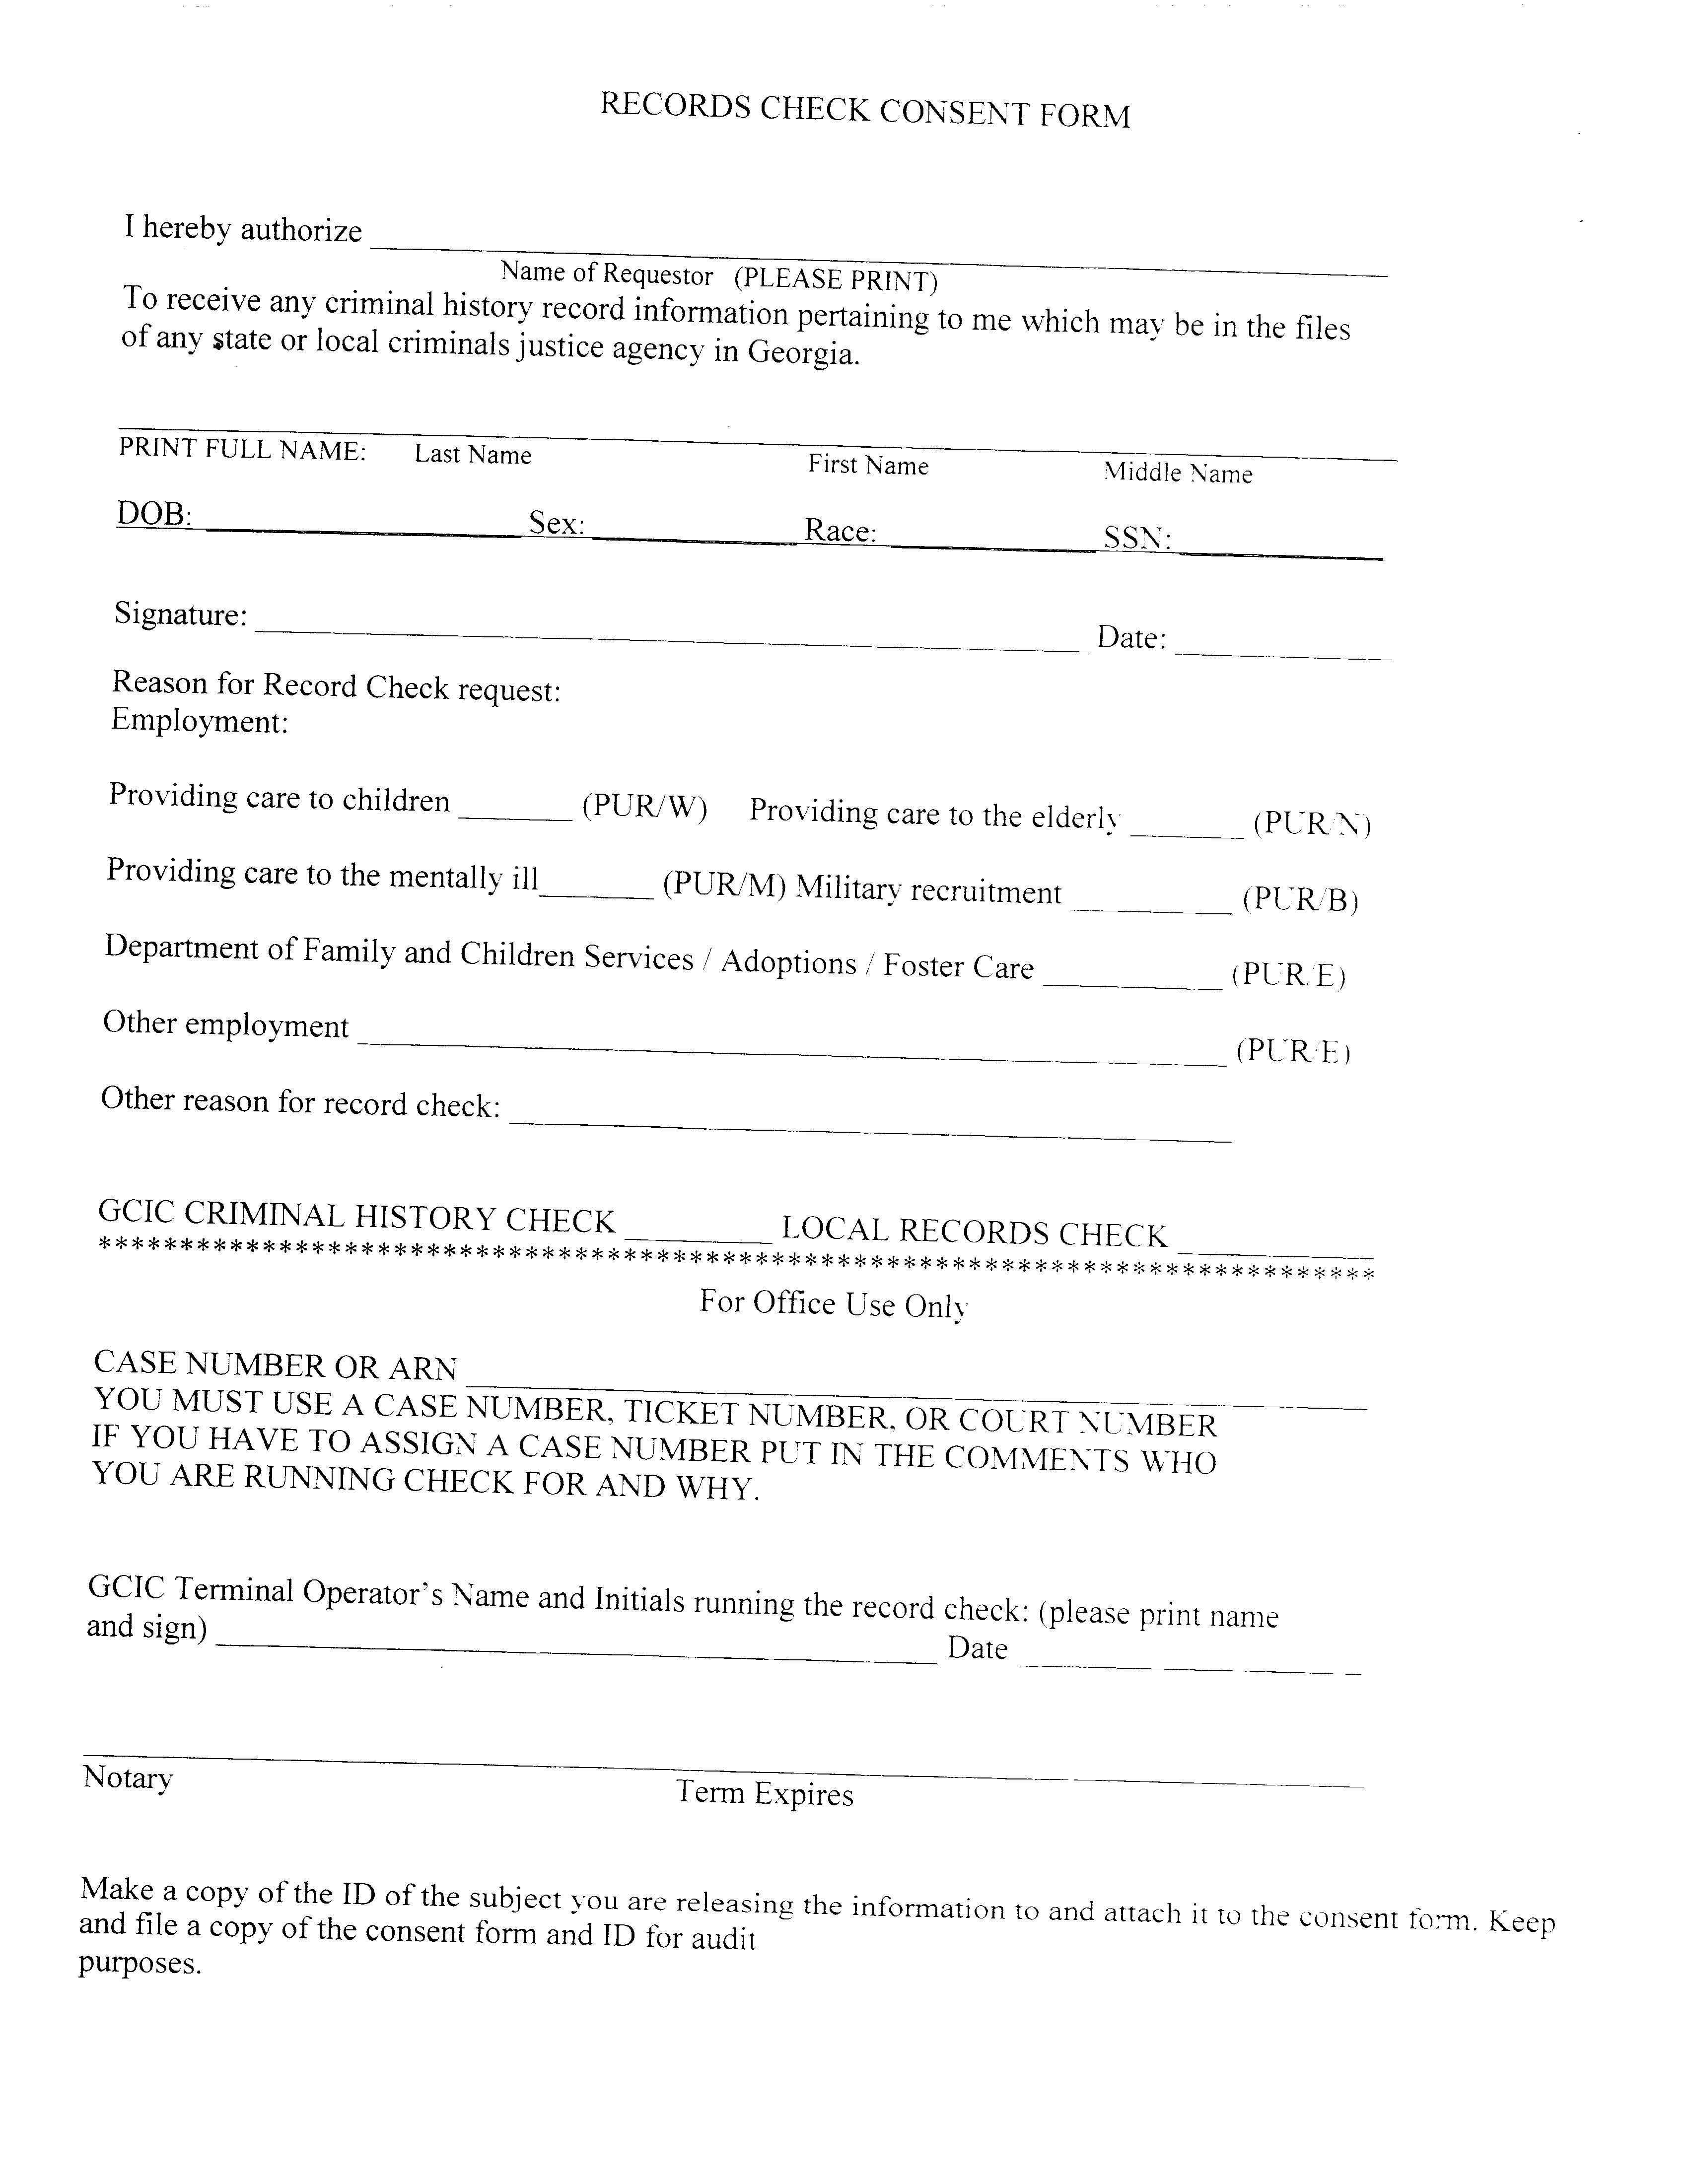 RECORDS CHECK CONSENT FORM
I hereby authorize
Name of Requestor (PLEASE PRINT)
To receive any criminal history record information pertaining to me which may be in the files
of any state or local criminals justice agency in Georgia.
PRINT FULL NAME: Last Name First Name Middle Name
DOB: Sex: Race: SSN:
Signature: Date:
Reason for Record Check request:
Employment:
Providing care to children (PUR/W) Providing care to the elderly (PUR/N)
Providing care to the mentally ill (PUR/M) Military recruitment (PUR/B)
Department of Family and Children Services / Adoptions / Foster Care (PUR/E)
Other employment (PUR/E)
Other reason for record check:
GCIC CRIMINAL HISTORY CHECK LOCAL RECORDS CHECK
******************************************************************************
For Office Use Only
CASE NUMBER OR ARN
YOU MUST USE A CASE NUMBER, TICKET NUMBER, OR COURT NUMBER
IF YOU HAVE TO ASSIGN A CASE NUMBER PUT IN THE COMMENTS WHO
YOU ARE RUNNING CHECK FOR AND WHY.
GCIC Terminal Operator's Name and Initials running the record check: (please print name
and sign) Date
Notary Term Expires
Make a copy of the ID of the subject you are releasing the information to and attach it to the consent form. Keep
and file a copy of the consent form and ID for audit
purposes.